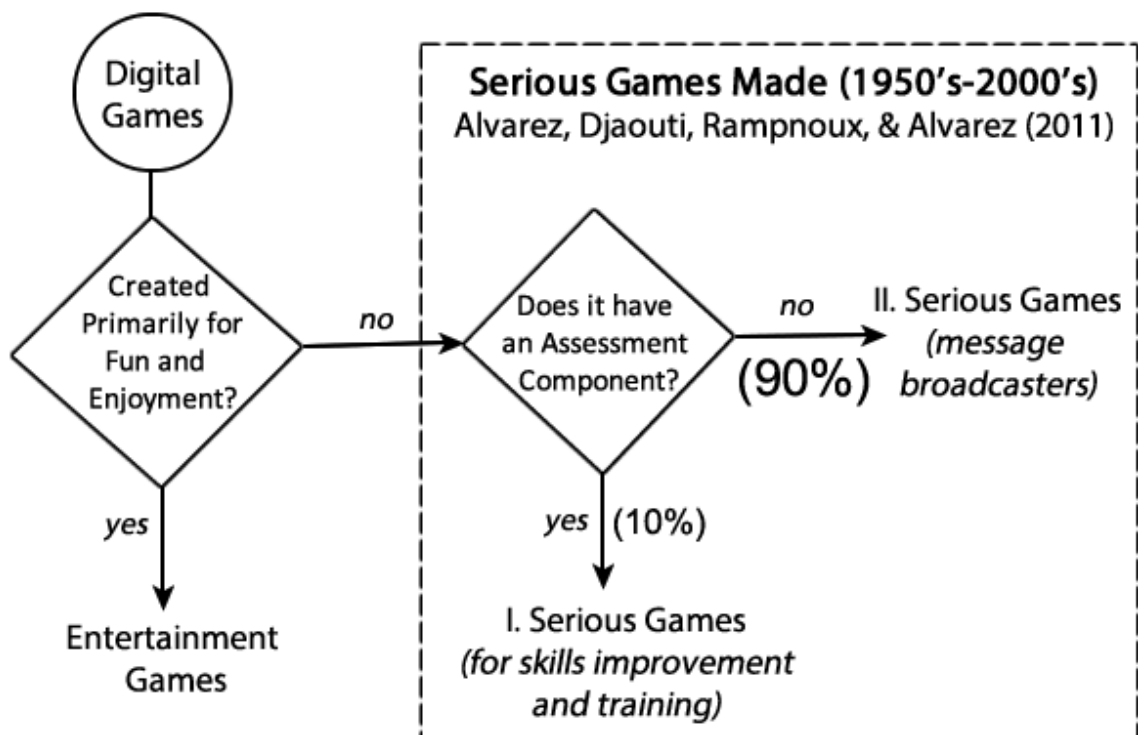 Digital
Games
Serious Games Made (1950's-2000's)
Alvarez, Djaouti, Rampnoux, & Alvarez (2011)
Created
Primarily for
Fun and
Enjoyment?
no
Does it have
an Assessment
Component?
no
(90%)
II. Serious Games
(message
broadcasters)
yes
Entertainment
Games
yes (10%)
I. Serious Games
(for skills improvement
and training)